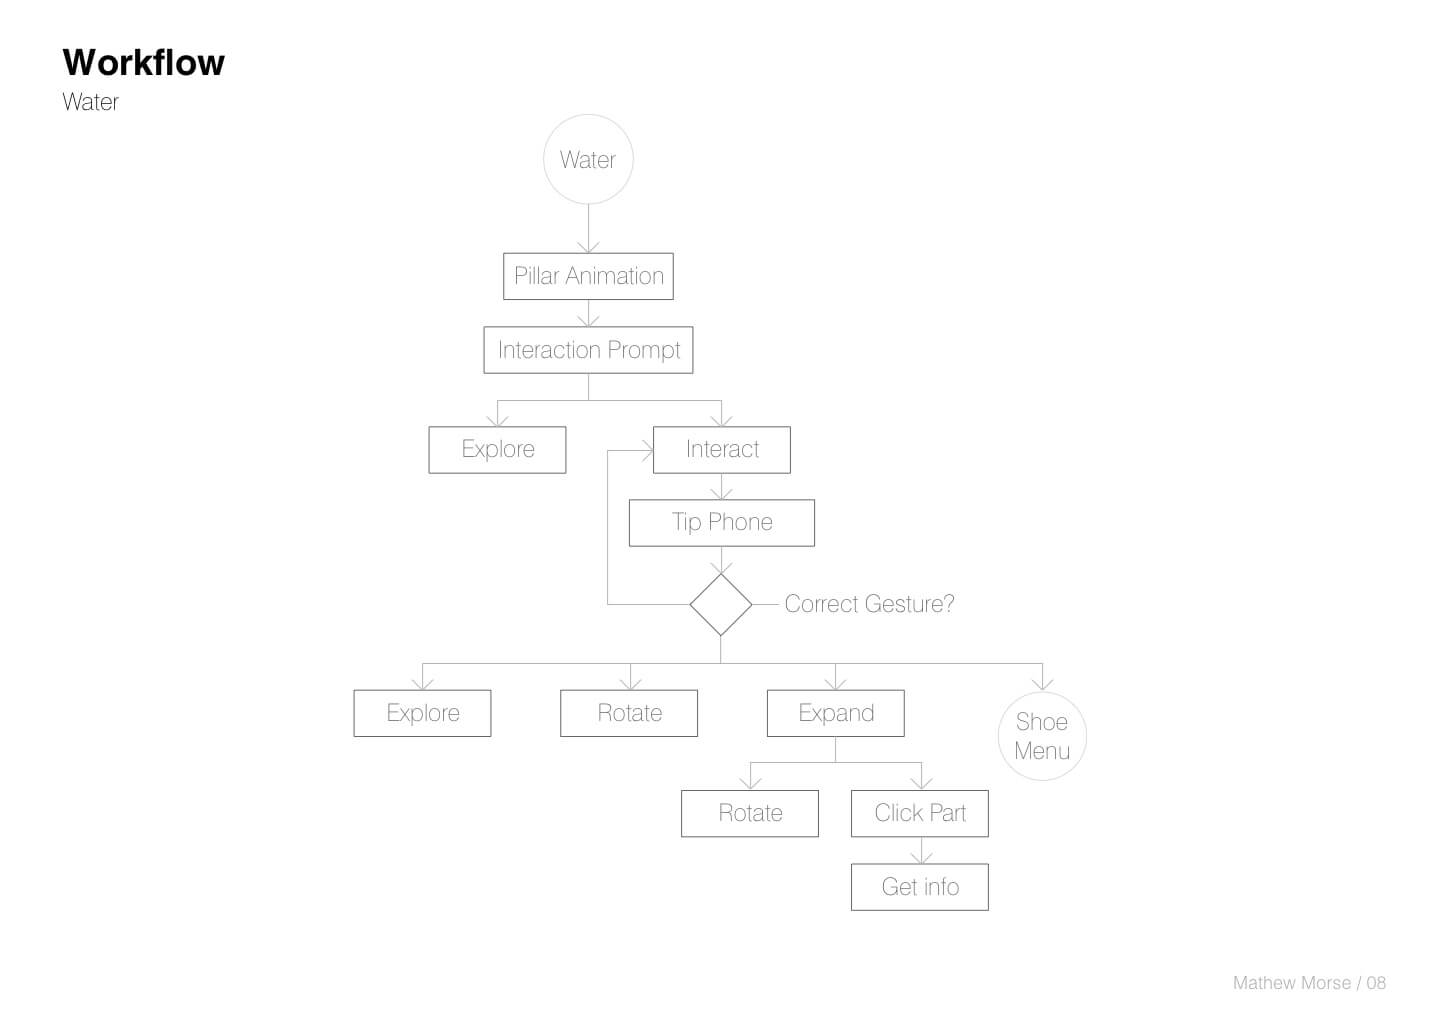 Workflow
Water
Water
Pillar Animation
Interaction Prompt
Explore
Interact
Tip Phone
Correct Gesture?
Explore
Rotate
Expand
Shoe
Menu
Rotate
Click Part
Get info
Mathew Morse / 08